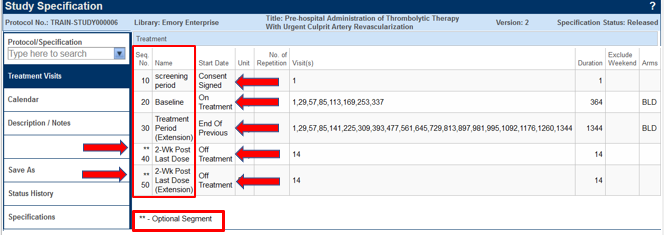 Study Specification ?
Protocol No.: TRAIN-STUDY000006 Library: Emory Enterprise Title: Pre-hospital Administration of Thrombolytic Therapy With Urgent Culprit Artery Revascularization Version: 2 Specification Status: Released
Protocol/Specification
Type here to search
Treatment Visits
Calendar
Description / Notes
Save As
Status History
Specifications
Treatment
Seq. No. Name Start Date Unit No. of Repetition Visit(s) Duration Exclude Weekend Arms
10 screening period Consent Signed 1 1
20 Baseline On Treatment 1,29,57,85,113,169,253,337 364 BLD
30 Treatment Period (Extension) End Of Previous 1,29,57,85,141,225,309,393,477,561,645,729,813,897,981,995,1092,1176,1260,1344 1344 BLD
** 40 2-Wk Post Last Dose Off Treatment 14 14
** 50 2-Wk Post Last Dose (Extension) Off Treatment 14 14
** - Optional Segment